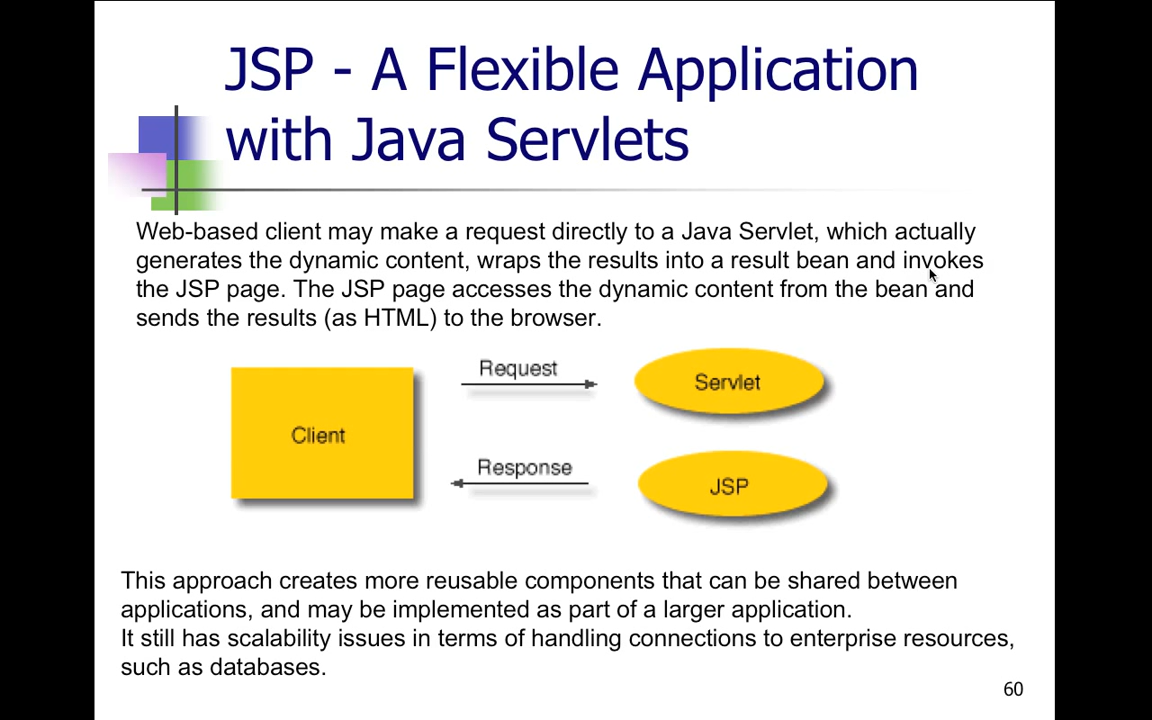 JSP - A Flexible Application
with Java Servlets
Web-based client may make a request directly to a Java Servlet, which actually
generates the dynamic content, wraps the results into a result bean and invokes
the JSP page. The JSP page accesses the dynamic content from the bean and
sends the results (as HTML) to the browser.
Request
Servlet
Client
Response
JSP
This approach creates more reusable components that can be shared between
applications, and may be implemented as part of a larger application.
It still has scalability issues in terms of handling connections to enterprise resources,
such as databases.
60